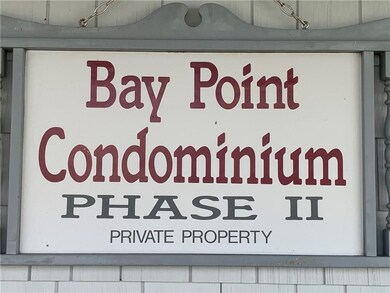 Bay Point
Condominium
PHASE II
PRIVATE PROPERTY